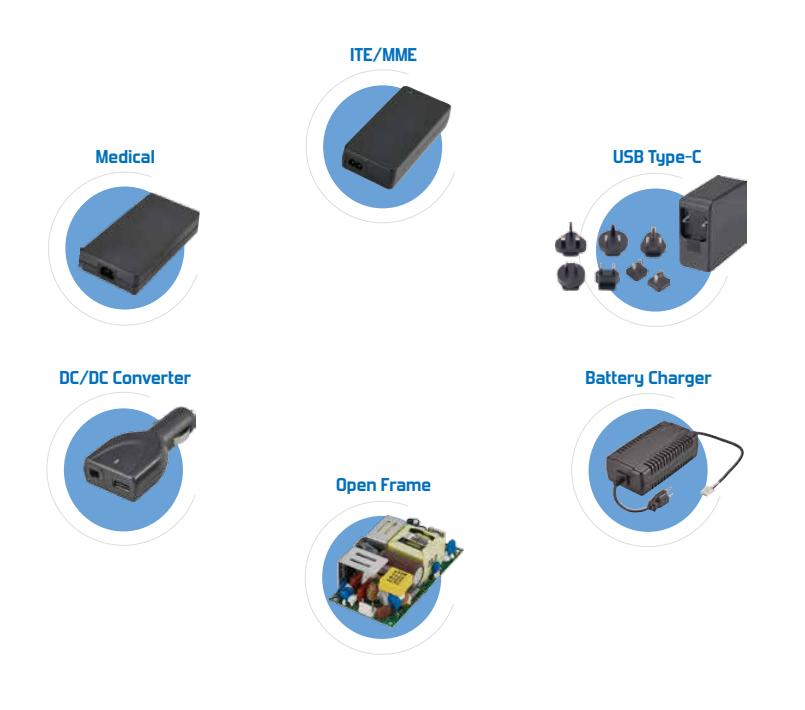 ITE/MME
Medical
USB Type-C
DC/DC Converter
Battery Charger
Open Frame